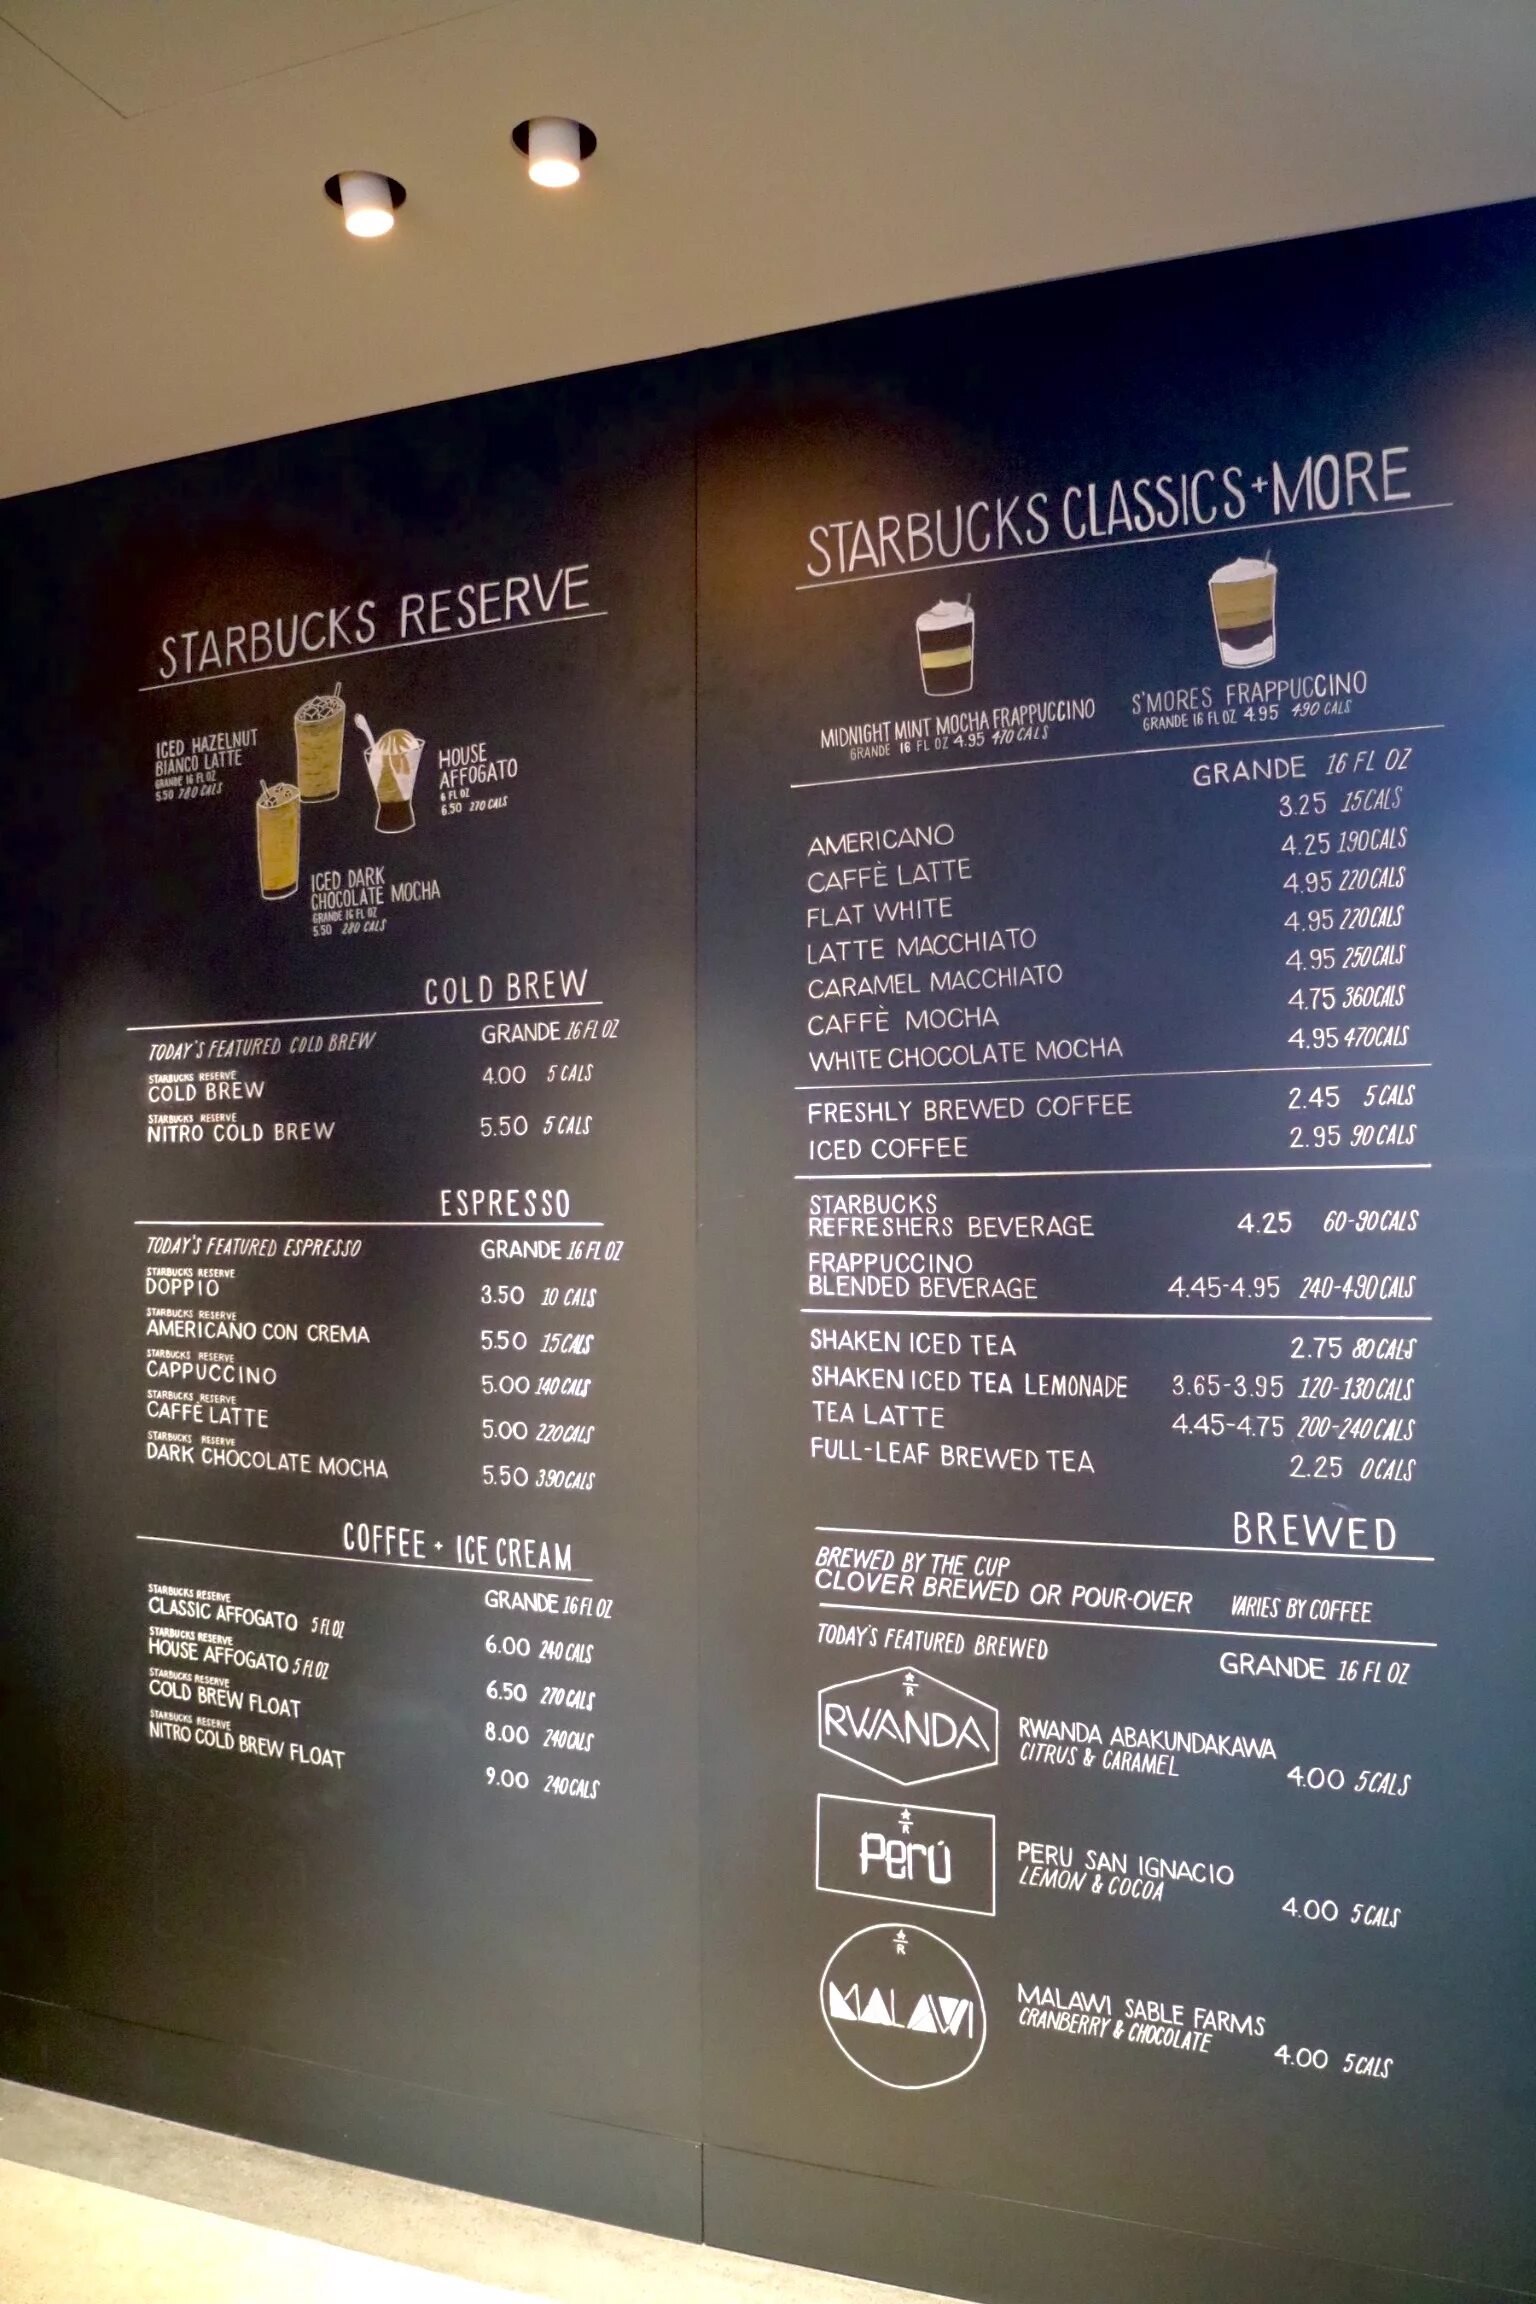 STARBUCKS RESERVE
ICED HAZELNUT
BIANCO LATTE
GRANDE 16 FL OZ
5.50
HOUSE
AFFOGATO
6 FL OZ
6.50 270 CALS
ICED DARK
CHOCOLATE MOCHA
GRANDE 16 FL OZ
5.50 280 CALS
COLD BREW
TODAY'S FEATURED COLD BREW GRANDE 16 FL OZ
STARBUCKS RESERVE
COLD BREW 4.00 5 CALS
STARBUCKS RESERVE
NITRO COLD BREW 5.50 5 CALS
ESPRESSO
TODAY'S FEATURED ESPRESSO GRANDE 16 FL OZ
STARBUCKS RESERVE
DOPPIO 3.50 10 CALS
STARBUCKS RESERVE
AMERICANO CON CREMA 5.50 15 CALS
STARBUCKS RESERVE
CAPPUCCINO 5.00 140 CALS
STARBUCKS RESERVE
CAFFÈ LATTE 5.00 220 CALS
STARBUCKS RESERVE
DARK CHOCOLATE MOCHA 5.50 390 CALS
COFFEE + ICE CREAM
GRANDE 16 FL OZ
STARBUCKS RESERVE
CLASSIC AFFOGATO 5 FL OZ 6.00 240 CALS
STARBUCKS RESERVE
HOUSE AFFOGATO 5 FL OZ 6.50 270 CALS
STARBUCKS RESERVE
COLD BREW FLOAT 8.00 240 CALS
STARBUCKS RESERVE
NITRO COLD BREW FLOAT 9.00 240 CALS
STARBUCKS CLASSICS + MORE
MIDNIGHT MINT MOCHA FRAPPUCCINO
GRANDE 16 FL OZ 4.95 470 CALS
S'MORES FRAPPUCCINO
GRANDE 16 FL OZ 4.95 490 CALS
GRANDE 16 FL OZ
AMERICANO 3.25 15 CALS
CAFFÈ LATTE 4.25 190 CALS
FLAT WHITE 4.95 220 CALS
LATTE MACCHIATO 4.95 220 CALS
CARAMEL MACCHIATO 4.95 250 CALS
CAFFÈ MOCHA 4.75 360 CALS
WHITE CHOCOLATE MOCHA 4.95 470 CALS
FRESHLY BREWED COFFEE 2.45 5 CALS
ICED COFFEE 2.95 90 CALS
STARBUCKS
REFRESHERS BEVERAGE 4.25 60-90 CALS
FRAPPUCCINO
BLENDED BEVERAGE 4.45-4.95 240-490 CALS
SHAKEN ICED TEA 2.75 80 CALS
SHAKEN ICED TEA LEMONADE 3.65-3.95 120-130 CALS
TEA LATTE 4.45-4.75 200-240 CALS
FULL-LEAF BREWED TEA 2.25 0 CALS
BREWED
BREWED BY THE CUP
CLOVER BREWED OR POUR-OVER VARIES BY COFFEE
TODAY'S FEATURED BREWED GRANDE 16 FL OZ
R
RWANDA
RWANDA ABAKUNDAKAWA
CITRUS & CARAMEL 4.00 5 CALS
R
Perú
PERU SAN IGNACIO
LEMON & COCOA 4.00 5 CALS
R
MALAWI
MALAWI SABLE FARMS
CRANBERRY & CHOCOLATE 4.00 5 CALS